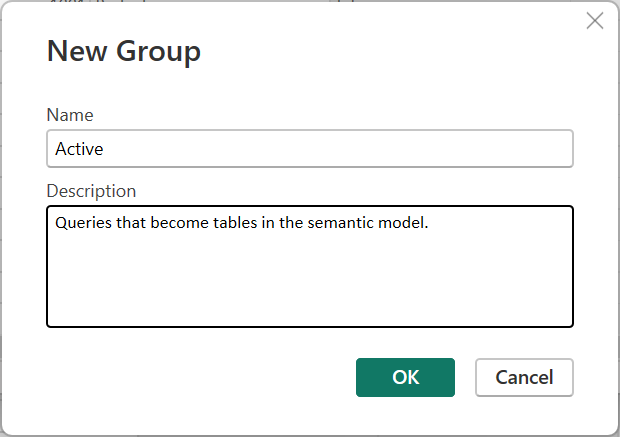 New Group
Name
Active
Description
Queries that become tables in the semantic model.
OK
Cancel